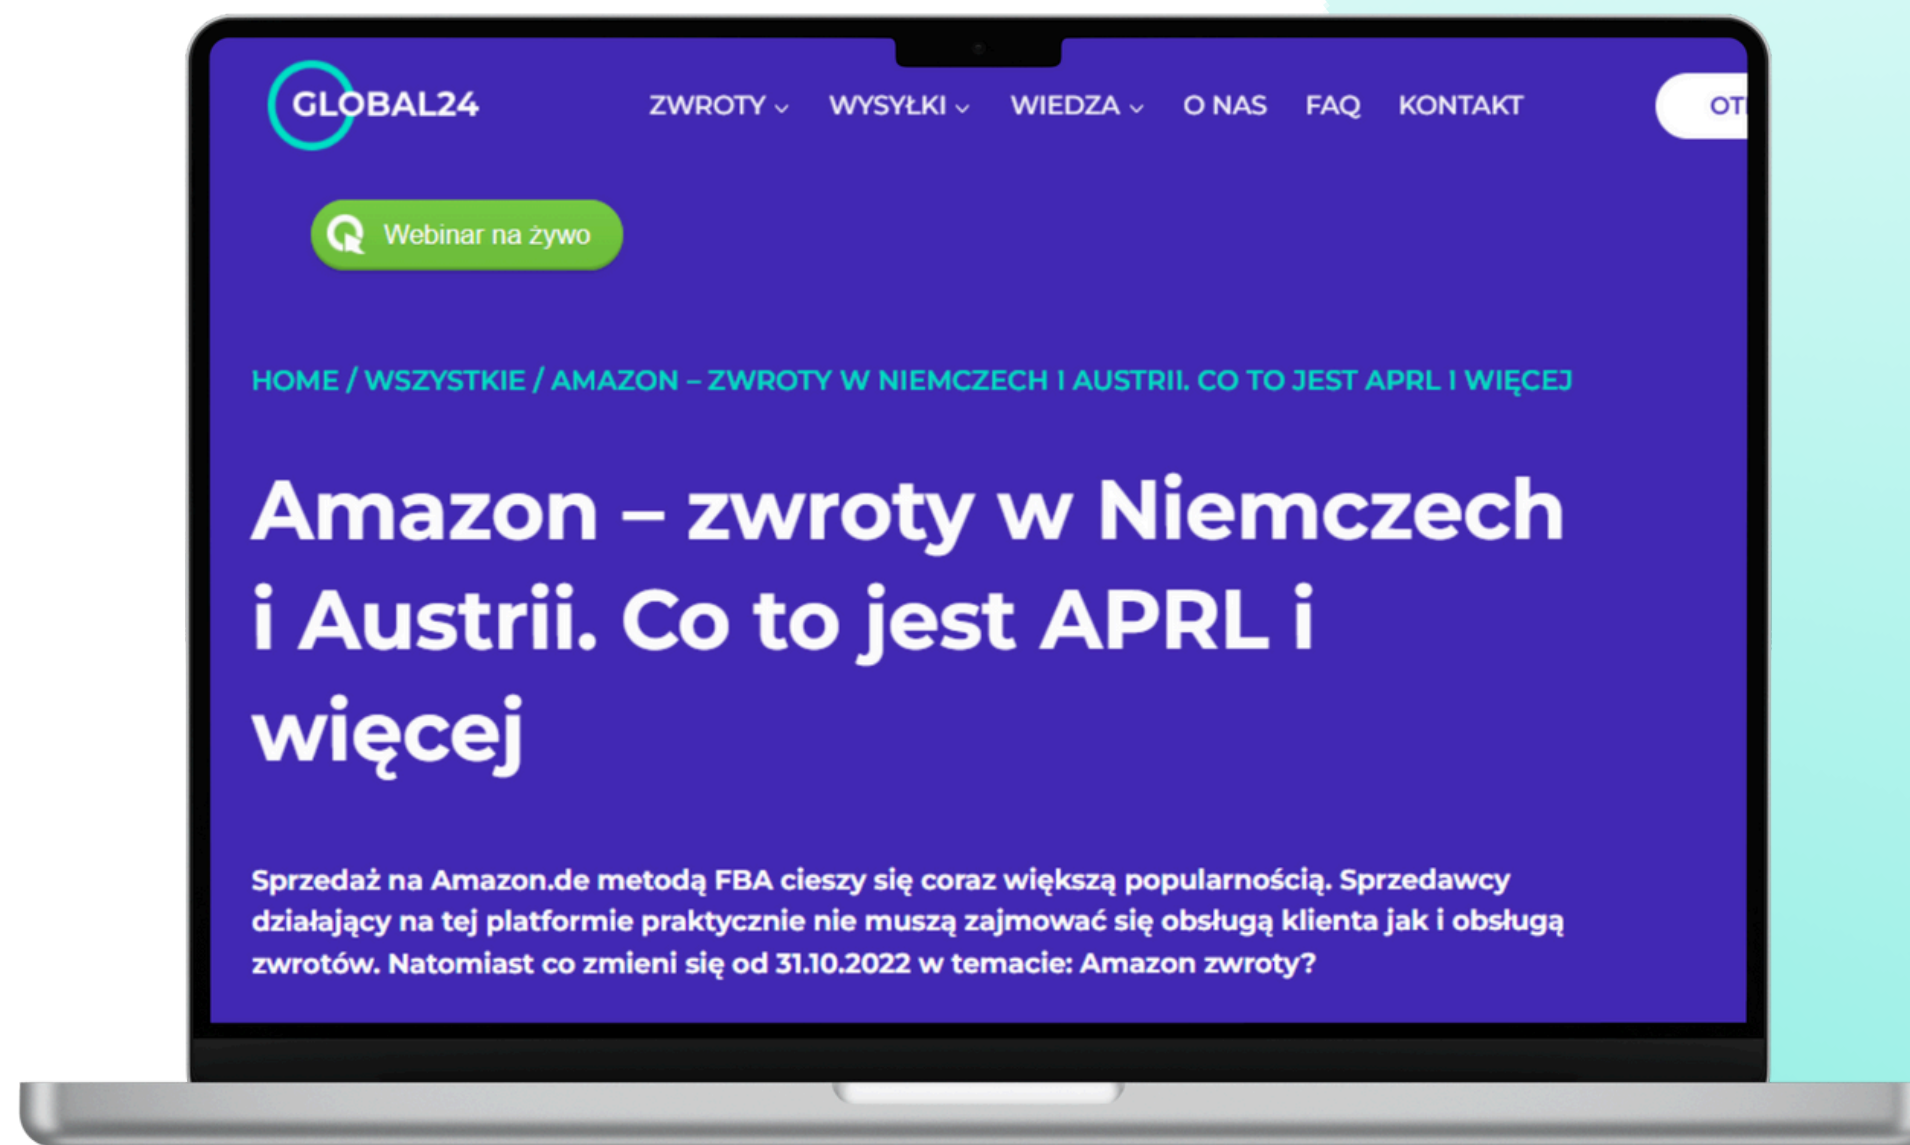 GLOBAL24
ZWROTY WYSYŁKI WIEDZA O NAS FAQ KONTAKT
Webinar na żywo
HOME / WSZYSTKIE / AMAZON – ZWROTY W NIEMCZECH I AUSTRII. CO TO JEST APRL I WIĘCEJ
Amazon – zwroty w Niemczech
i Austrii. Co to jest APRL i
więcej
Sprzedaż na Amazon.de metodą FBA cieszy się coraz większą popularnością. Sprzedawcy
działający na tej platformie praktycznie nie muszą zajmować się obsługą klienta jak i obsługą
zwrotów. Natomiast co zmieni się od 31.10.2022 w temacie: Amazon zwroty?